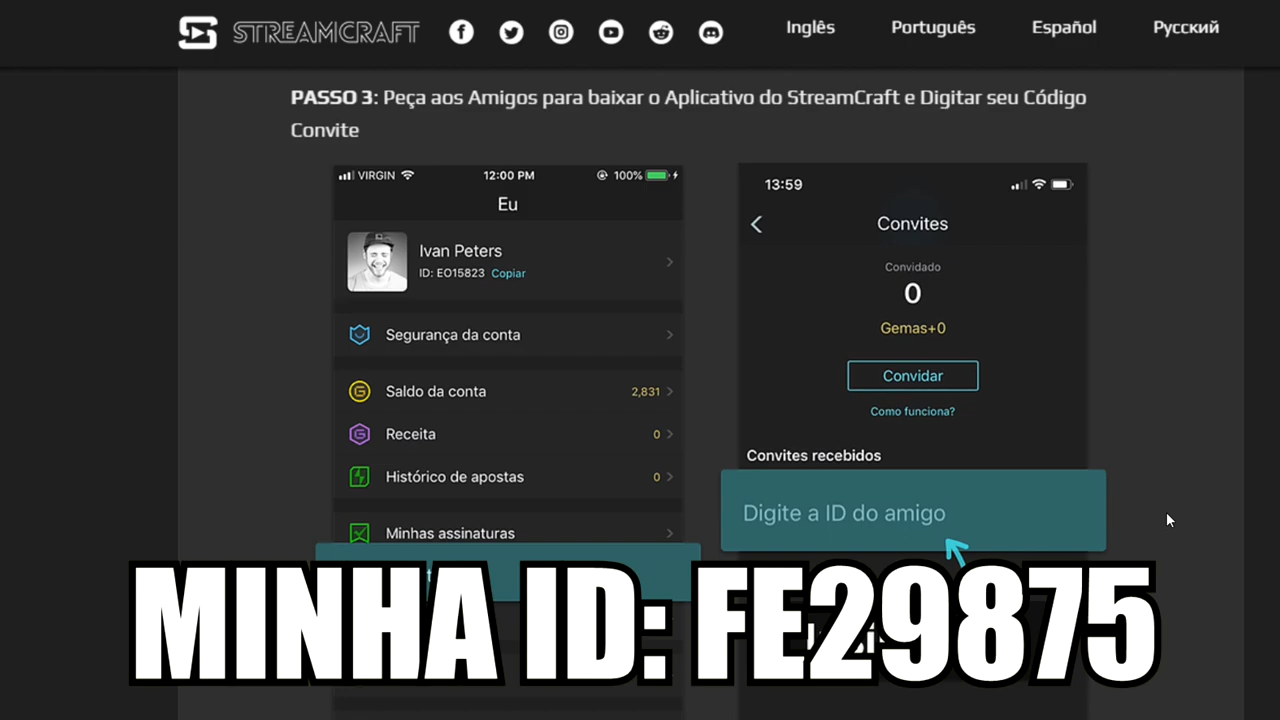 STREAMCRAFT
Inglês Português Español Русский
PASSO 3: Peça aos Amigos para baixar o Aplicativo do StreamCraft e Digitar seu Código
Convite
VIRGIN 12:00 PM 100%
Eu
Ivan Peters
ID: EO15823 Copiar
Segurança da conta
Saldo da conta 2,831
Receita 0
Histórico de apostas 0
Minhas assinaturas
13:59
Convites
Convidado
0
Gemas+0
Convidar
Como funciona?
Convites recebidos
Digite a ID do amigo
MINHA ID: FE29875